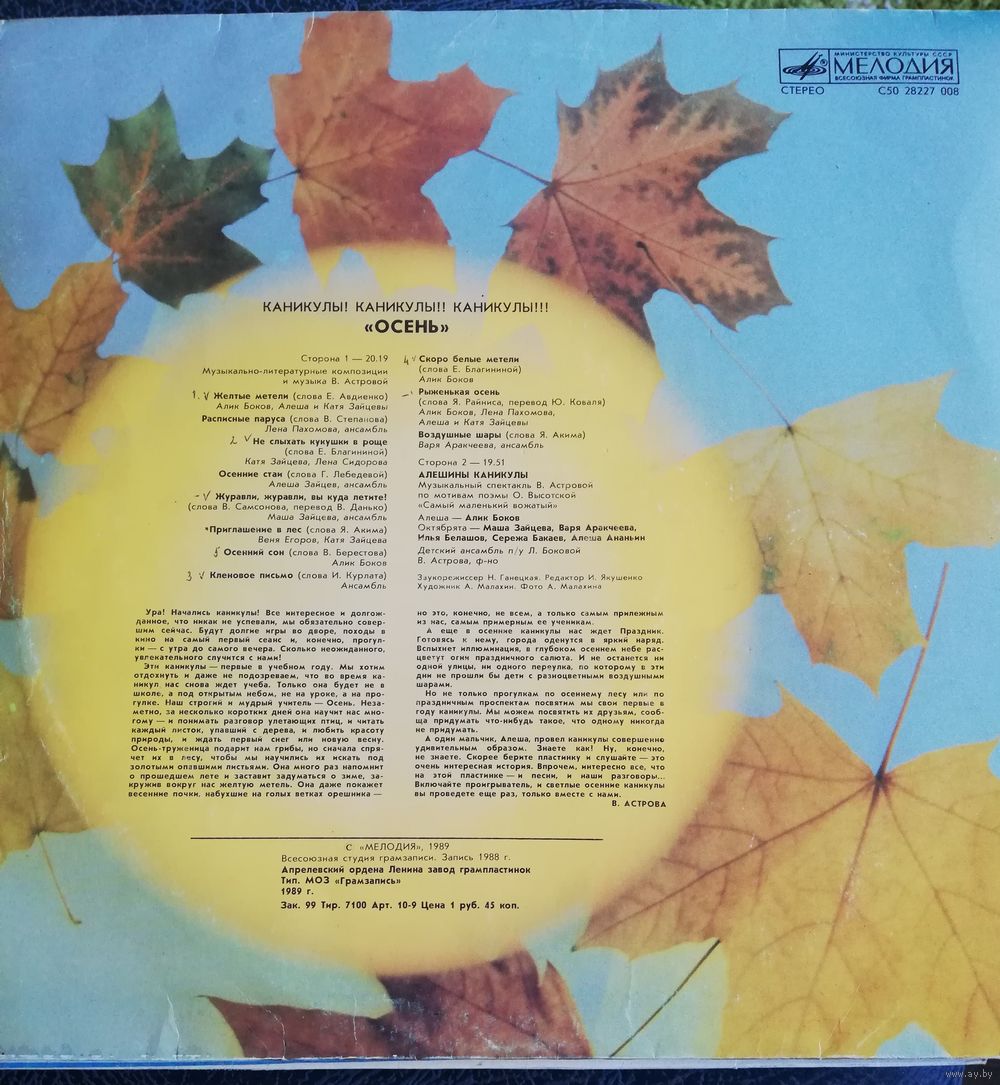 МИНИСТЕРСТВО КУЛЬТУРЫ СССР
МЕЛОДИЯ
ВСЕСОЮЗНАЯ ФИРМА ГРАМПЛАСТИНОК
СТЕРЕО С50 28227 008
КАНИКУЛЫ! КАНИКУЛЫ!! КАНИКУЛЫ!!!
«ОСЕНЬ»
Сторона 1 — 20.19
Музыкально-литературные композиции
и музыка В. Астровой
1. √ Желтые метели (слова Е. Авдиенко)
Алик Боков, Алеша и Катя Зайцевы
Расписные паруса (слова В. Степанова)
Лена Пахомова, ансамбль
2 √ Не слыхать кукушки в роще
(слова Е. Благининой)
Катя Зайцева, Лена Сидорова
Осенние стаи (слова Г. Лебедевой)
Алеша Зайцев, ансамбль
– √ Журавли, журавли, вы куда летите!
(слова В. Самсонова, перевод В. Данько)
Маша Зайцева, ансамбль
Приглашение в лес (слова Я. Акима)
Веня Егоров, Катя Зайцева
5 Осенний сон (слова В. Берестова)
Алик Боков
3 √ Кленовое письмо (слова И. Курлата)
Ансамбль
4 √ Скоро белые метели
(слова Е. Благининой)
Алик Боков
– Рыженькая осень
(слова Я. Райниса, перевод Ю. Коваля)
Алик Боков, Лена Пахомова,
Алеша и Катя Зайцевы
Воздушные шары (слова Я. Акима)
Варя Аракчеева, ансамбль
Сторона 2 — 19.51
АЛЕШИНЫ КАНИКУЛЫ
Музыкальный спектакль В. Астровой
по мотивам поэмы О. Высотской
«Самый маленький вожатый»
Алеша — Алик Боков
Октябрята — Маша Зайцева, Варя Аракчеева,
Илья Белашов, Сережа Бакаев, Алеша Ананьин
Детский ансамбль п/у Л. Боковой
В. Астрова, ф-но
Звукорежиссер Н. Ганецкая. Редактор И. Якушенко
Художник А. Малахин. Фото А. Малахина
Ура! Начались каникулы! Все интересное и долгож-
данное, что никак не успевали, мы обязательно совер-
шим сейчас. Будут долгие игры во дворе, походы в
кино на самый первый сеанс и, конечно, прогул-
ки — с утра до самого вечера. Сколько неожиданного,
увлекательного случится с нами!
Эти каникулы — первые в учебном году. Мы хотим
отдохнуть и даже не подозреваем, что во время ка-
никул нас снова ждет учеба. Только она будет не в
школе, а под открытым небом, не на уроке, а на про-
гулке. Наш строгий и мудрый учитель — Осень. Неза-
метно, за несколько коротких дней она научит нас мно-
гому — и понимать разговор улетающих птиц, и читать
каждый листок, упавший с дерева, и любить красоту
природы, и ждать первый снег или новую весну.
Осень-труженица подарит нам грибы, но сначала спря-
чет их в лесу, чтобы мы научились их искать под
золотыми опавшими листьями. Она много раз напомнит
о прошедшем лете и заставит задуматься о зиме, за-
кружив вокруг нас желтую метель. Она даже покажет
весенние почки, набухшие на голых ветках орешника —
но это, конечно, не всем, а только самым прилежным
из нас, самым примерным ее ученикам.
А еще в осенние каникулы нас ждет Праздник.
Готовясь к нему, города оденутся в яркий наряд.
Вспыхнет иллюминация, в глубоком осеннем небе рас-
цветут огни праздничного салюта. И не останется ни
одной улицы, ни одного переулка, по которому в эти
дни не прошли бы дети с разноцветными воздушными
шарами.
Но не только прогулкам по осеннему лесу или по
праздничным проспектам посвятим мы свои первые в
году каникулы. Мы можем посвятить их друзьям, сооб-
ща придумать что-нибудь такое, что одному никогда
не придумать.
А один мальчик, Алеша, провел каникулы совершенно
удивительным образом. Знаете как! Ну, конечно,
не знаете. Скорее берите пластинку и слушайте — это
очень интересная история. Впрочем, интересно все, что
на этой пластинке — и песни, и наши разговоры...
Включайте проигрыватель, и светлые осенние каникулы
вы проведете еще раз, только вместе с нами.
В. АСТРОВА
С «МЕЛОДИЯ», 1989
Всесоюзная студия грамзаписи. Запись 1988 г.
Апрелевский ордена Ленина завод грампластинок
Тип. МОЗ «Грамзапись»
1989 г.
Зак. 99 Тир. 7100 Арт. 10-9 Цена 1 руб. 45 коп.
www.ay.by